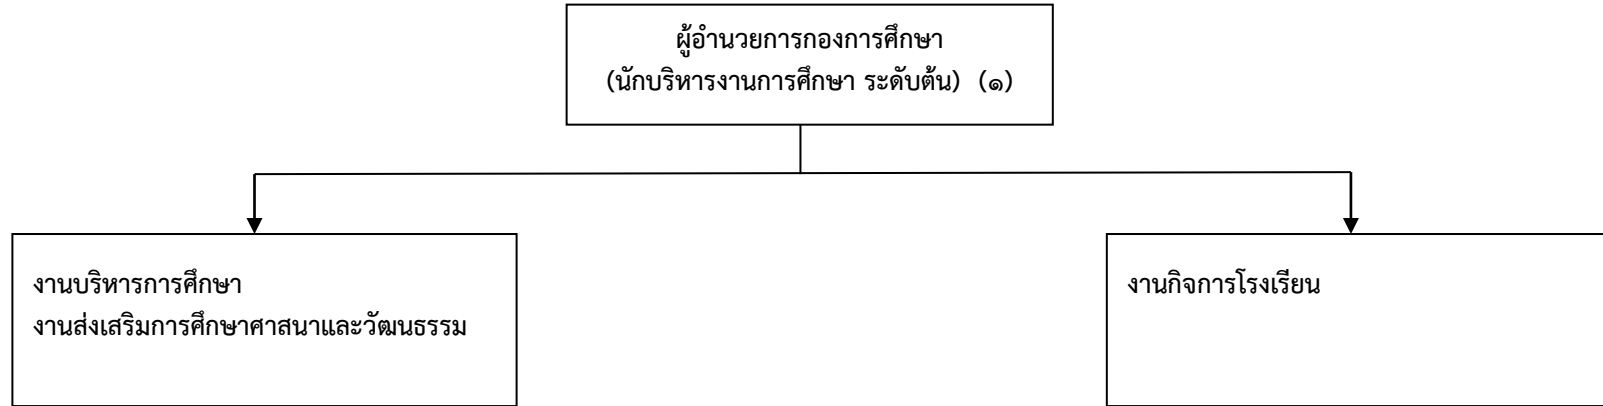 ผู้อำนวยการกองการศึกษา
(นักบริหารงานการศึกษา ระดับต้น) (๑)
งานบริหารการศึกษา
งานส่งเสริมการศึกษาศาสนาและวัฒนธรรม
งานกิจการโรงเรียน